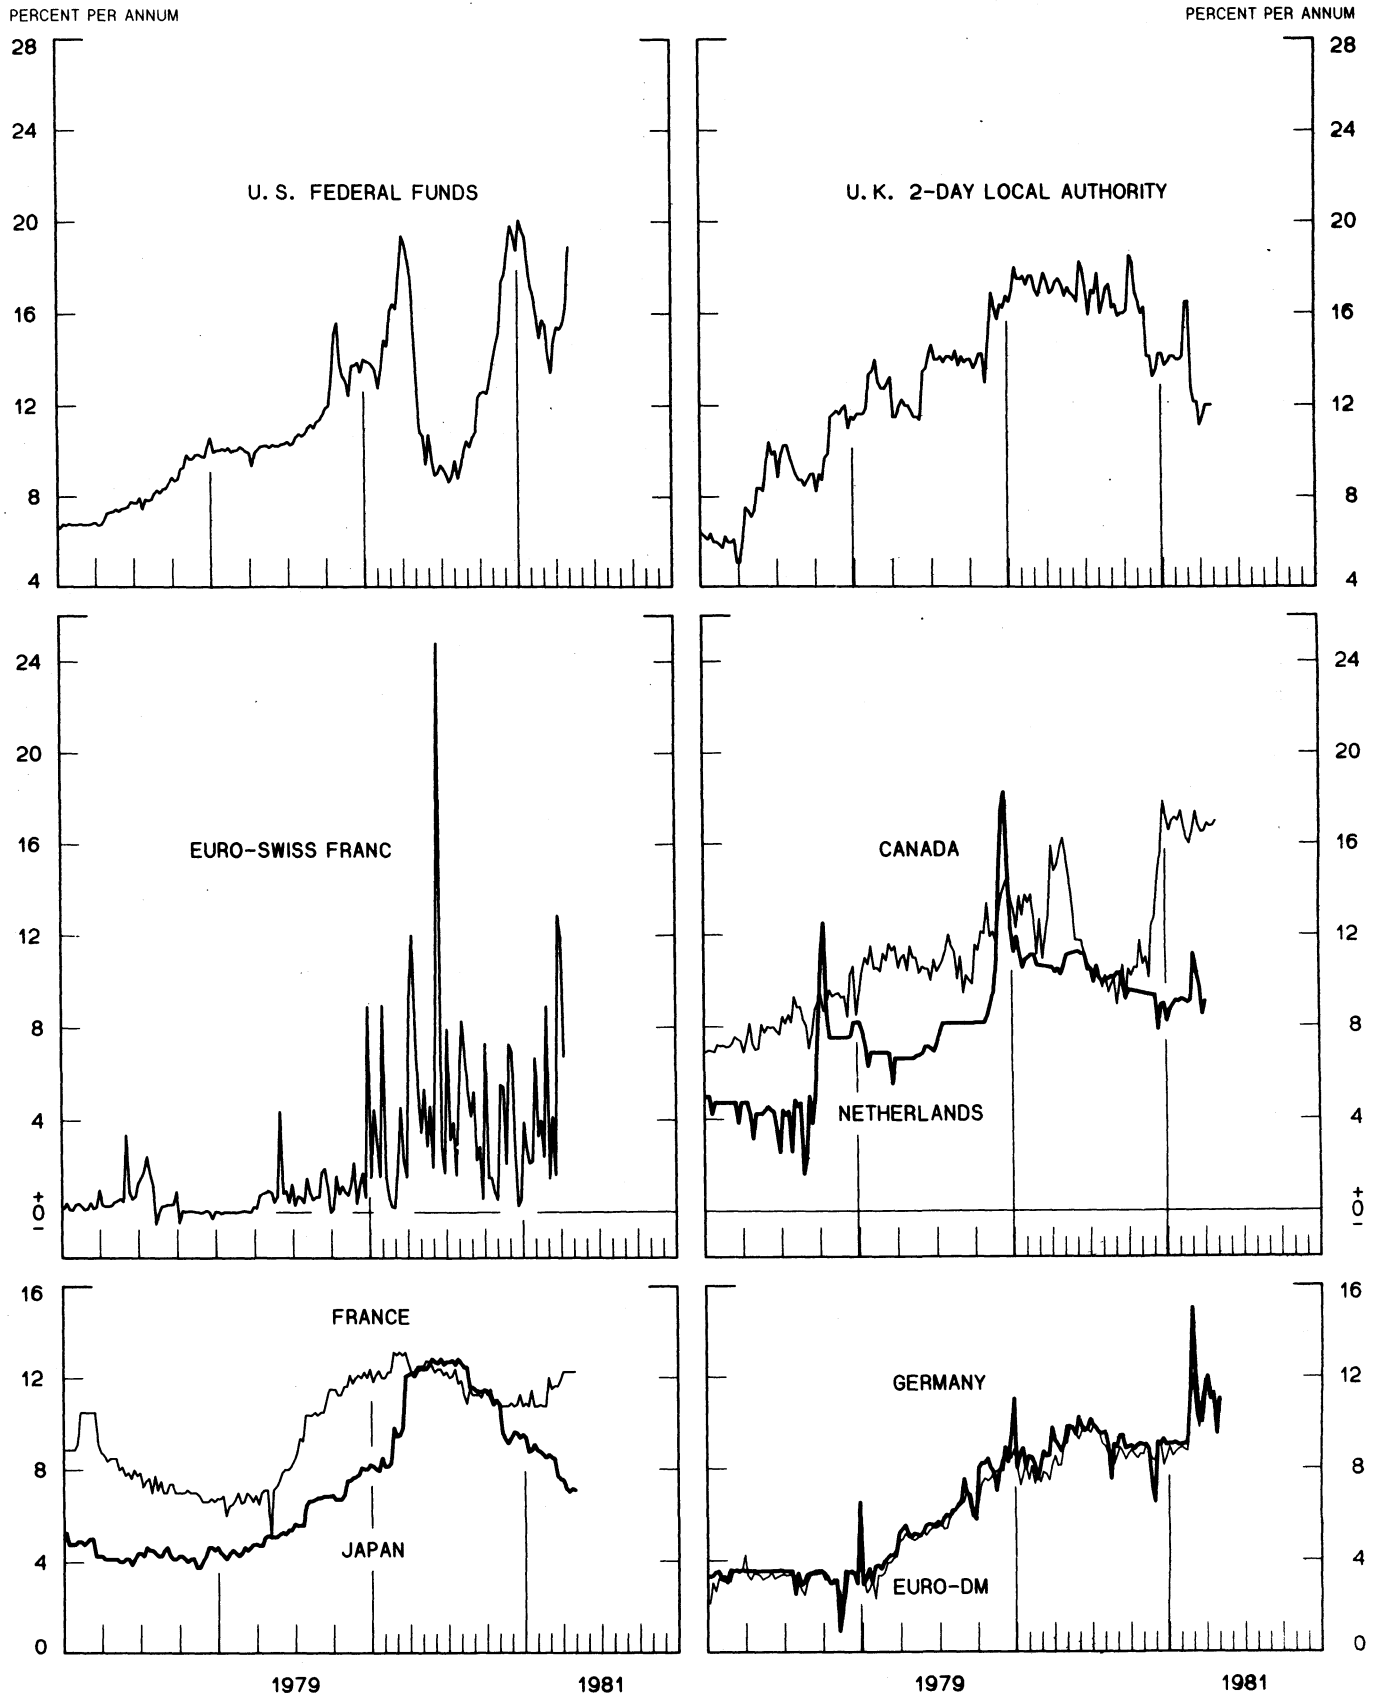 PERCENT PER ANNUM PERCENT PER ANNUM
28 28
24 24
U. S. FEDERAL FUNDS U. K. 2-DAY LOCAL AUTHORITY
20 20
16 16
12 12
8 8
4 4
24 24
20 20
16 EURO-SWISS FRANC CANADA 16
12 12
8 8
4 NETHERLANDS 4
+ +
0 0
– –
16 16
FRANCE
12 GERMANY 12
8 8
JAPAN
4 EURO-DM 4
0 0
1979 1981 1979 1981